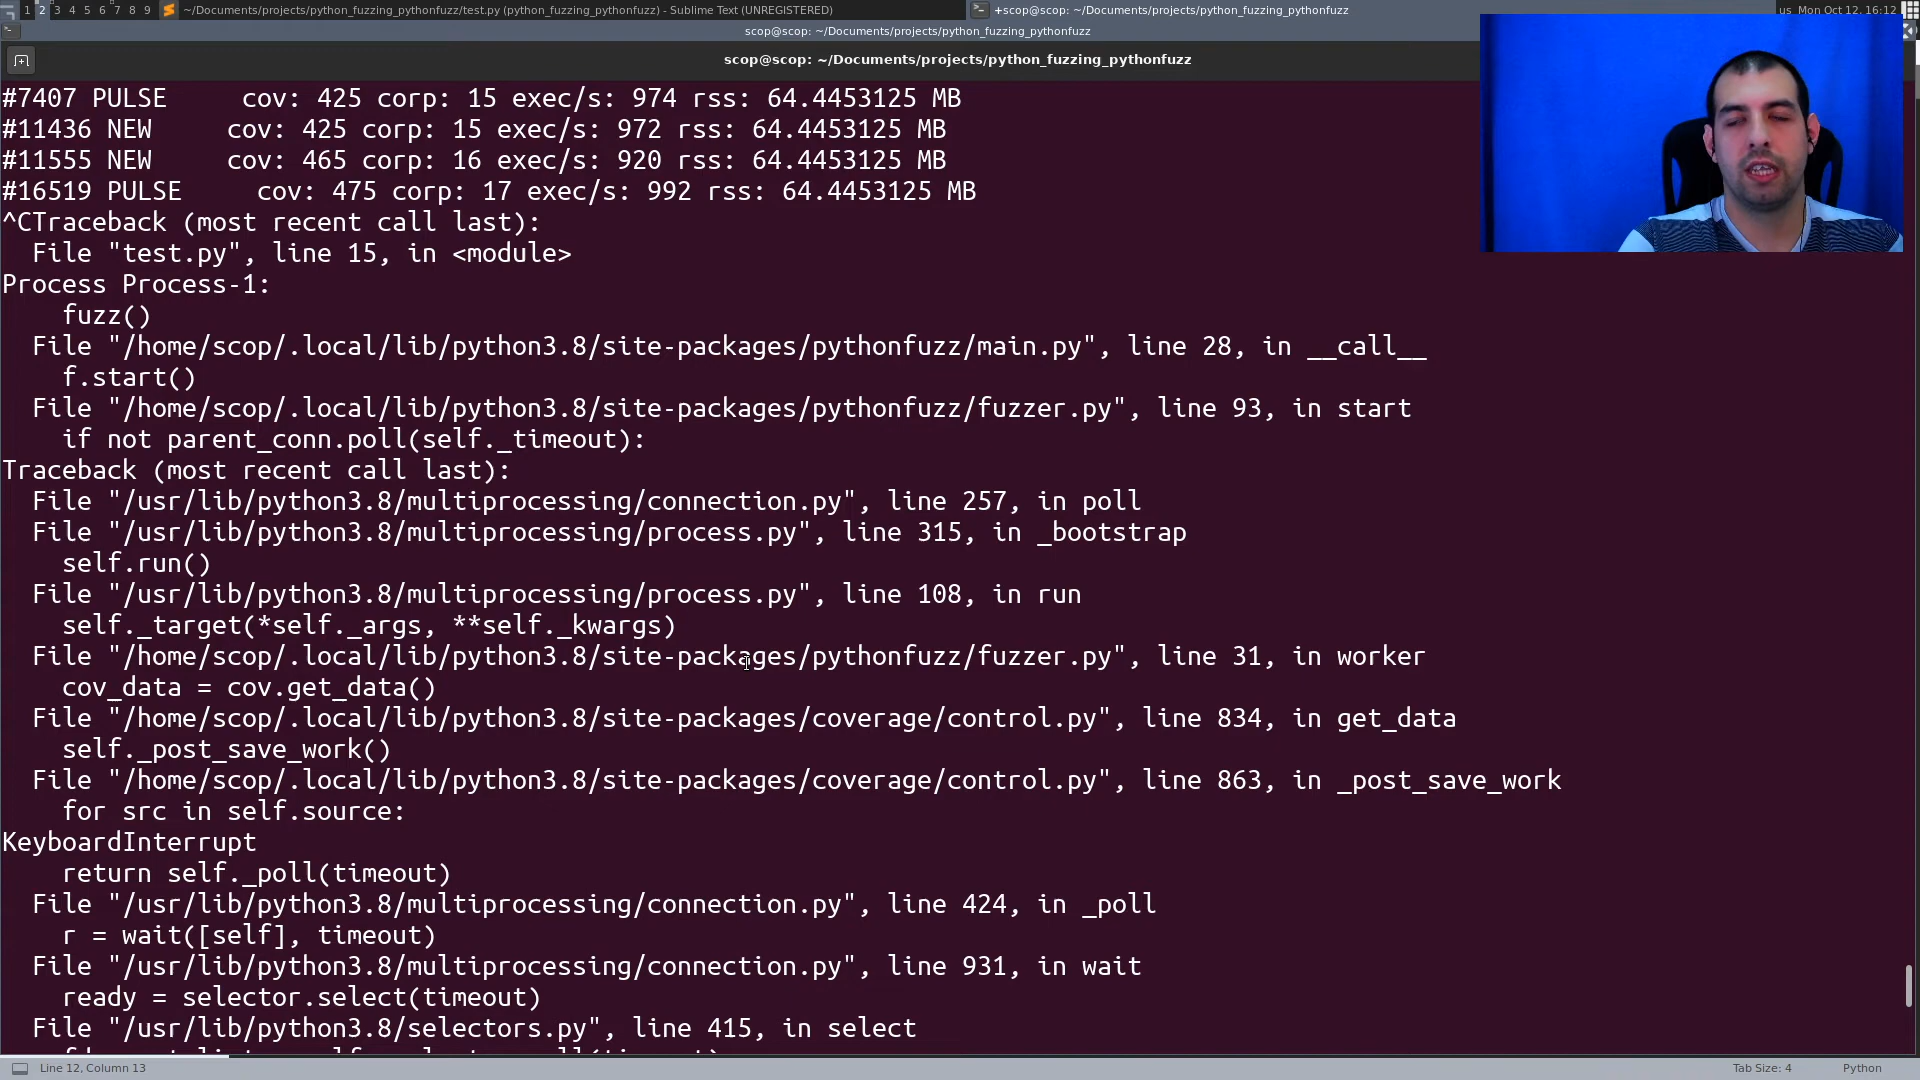 1 2 3 4 5 6 7 8 9 ~/Documents/projects/python_fuzzing_pythonfuzz/test.py (python_fuzzing_pythonfuzz) - Sublime Text (UNREGISTERED) +scop@scop: ~/Documents/projects/python_fuzzing_pythonfuzz us Mon Oct 12, 16:12
scop@scop: ~/Documents/projects/python_fuzzing_pythonfuzz
scop@scop: ~/Documents/projects/python_fuzzing_pythonfuzz
#7407 PULSE     cov: 425 corp: 15 exec/s: 974 rss: 64.4453125 MB
#11436 NEW     cov: 425 corp: 15 exec/s: 972 rss: 64.4453125 MB
#11555 NEW     cov: 465 corp: 16 exec/s: 920 rss: 64.4453125 MB
#16519 PULSE     cov: 475 corp: 17 exec/s: 992 rss: 64.4453125 MB
^CTraceback (most recent call last):
  File "test.py", line 15, in <module>
Process Process-1:
    fuzz()
  File "/home/scop/.local/lib/python3.8/site-packages/pythonfuzz/main.py", line 28, in __call__
    f.start()
  File "/home/scop/.local/lib/python3.8/site-packages/pythonfuzz/fuzzer.py", line 93, in start
    if not parent_conn.poll(self._timeout):
Traceback (most recent call last):
  File "/usr/lib/python3.8/multiprocessing/connection.py", line 257, in poll
  File "/usr/lib/python3.8/multiprocessing/process.py", line 315, in _bootstrap
    self.run()
  File "/usr/lib/python3.8/multiprocessing/process.py", line 108, in run
    self._target(*self._args, **self._kwargs)
  File "/home/scop/.local/lib/python3.8/site-packages/pythonfuzz/fuzzer.py", line 31, in worker
    cov_data = cov.get_data()
  File "/home/scop/.local/lib/python3.8/site-packages/coverage/control.py", line 834, in get_data
    self._post_save_work()
  File "/home/scop/.local/lib/python3.8/site-packages/coverage/control.py", line 863, in _post_save_work
    for src in self.source:
KeyboardInterrupt
    return self._poll(timeout)
  File "/usr/lib/python3.8/multiprocessing/connection.py", line 424, in _poll
    r = wait([self], timeout)
  File "/usr/lib/python3.8/multiprocessing/connection.py", line 931, in wait
    ready = selector.select(timeout)
  File "/usr/lib/python3.8/selectors.py", line 415, in select
Line 12, Column 13 Tab Size: 4 Python